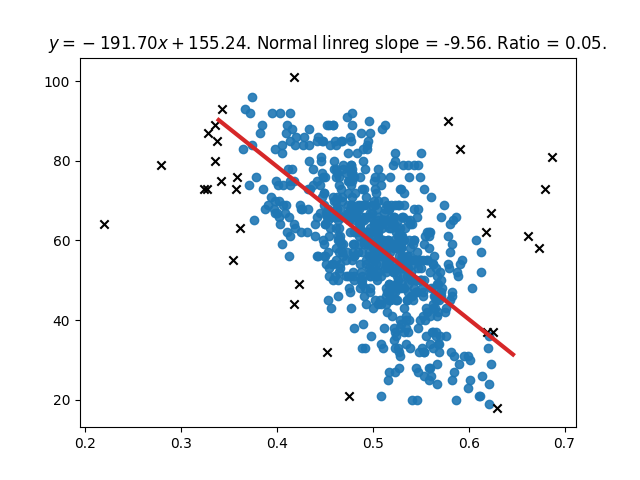 y = − 191.70x + 155.24. Normal linreg slope = -9.56. Ratio = 0.05.
100
80
60
40
20
0.2 0.3 0.4 0.5 0.6 0.7